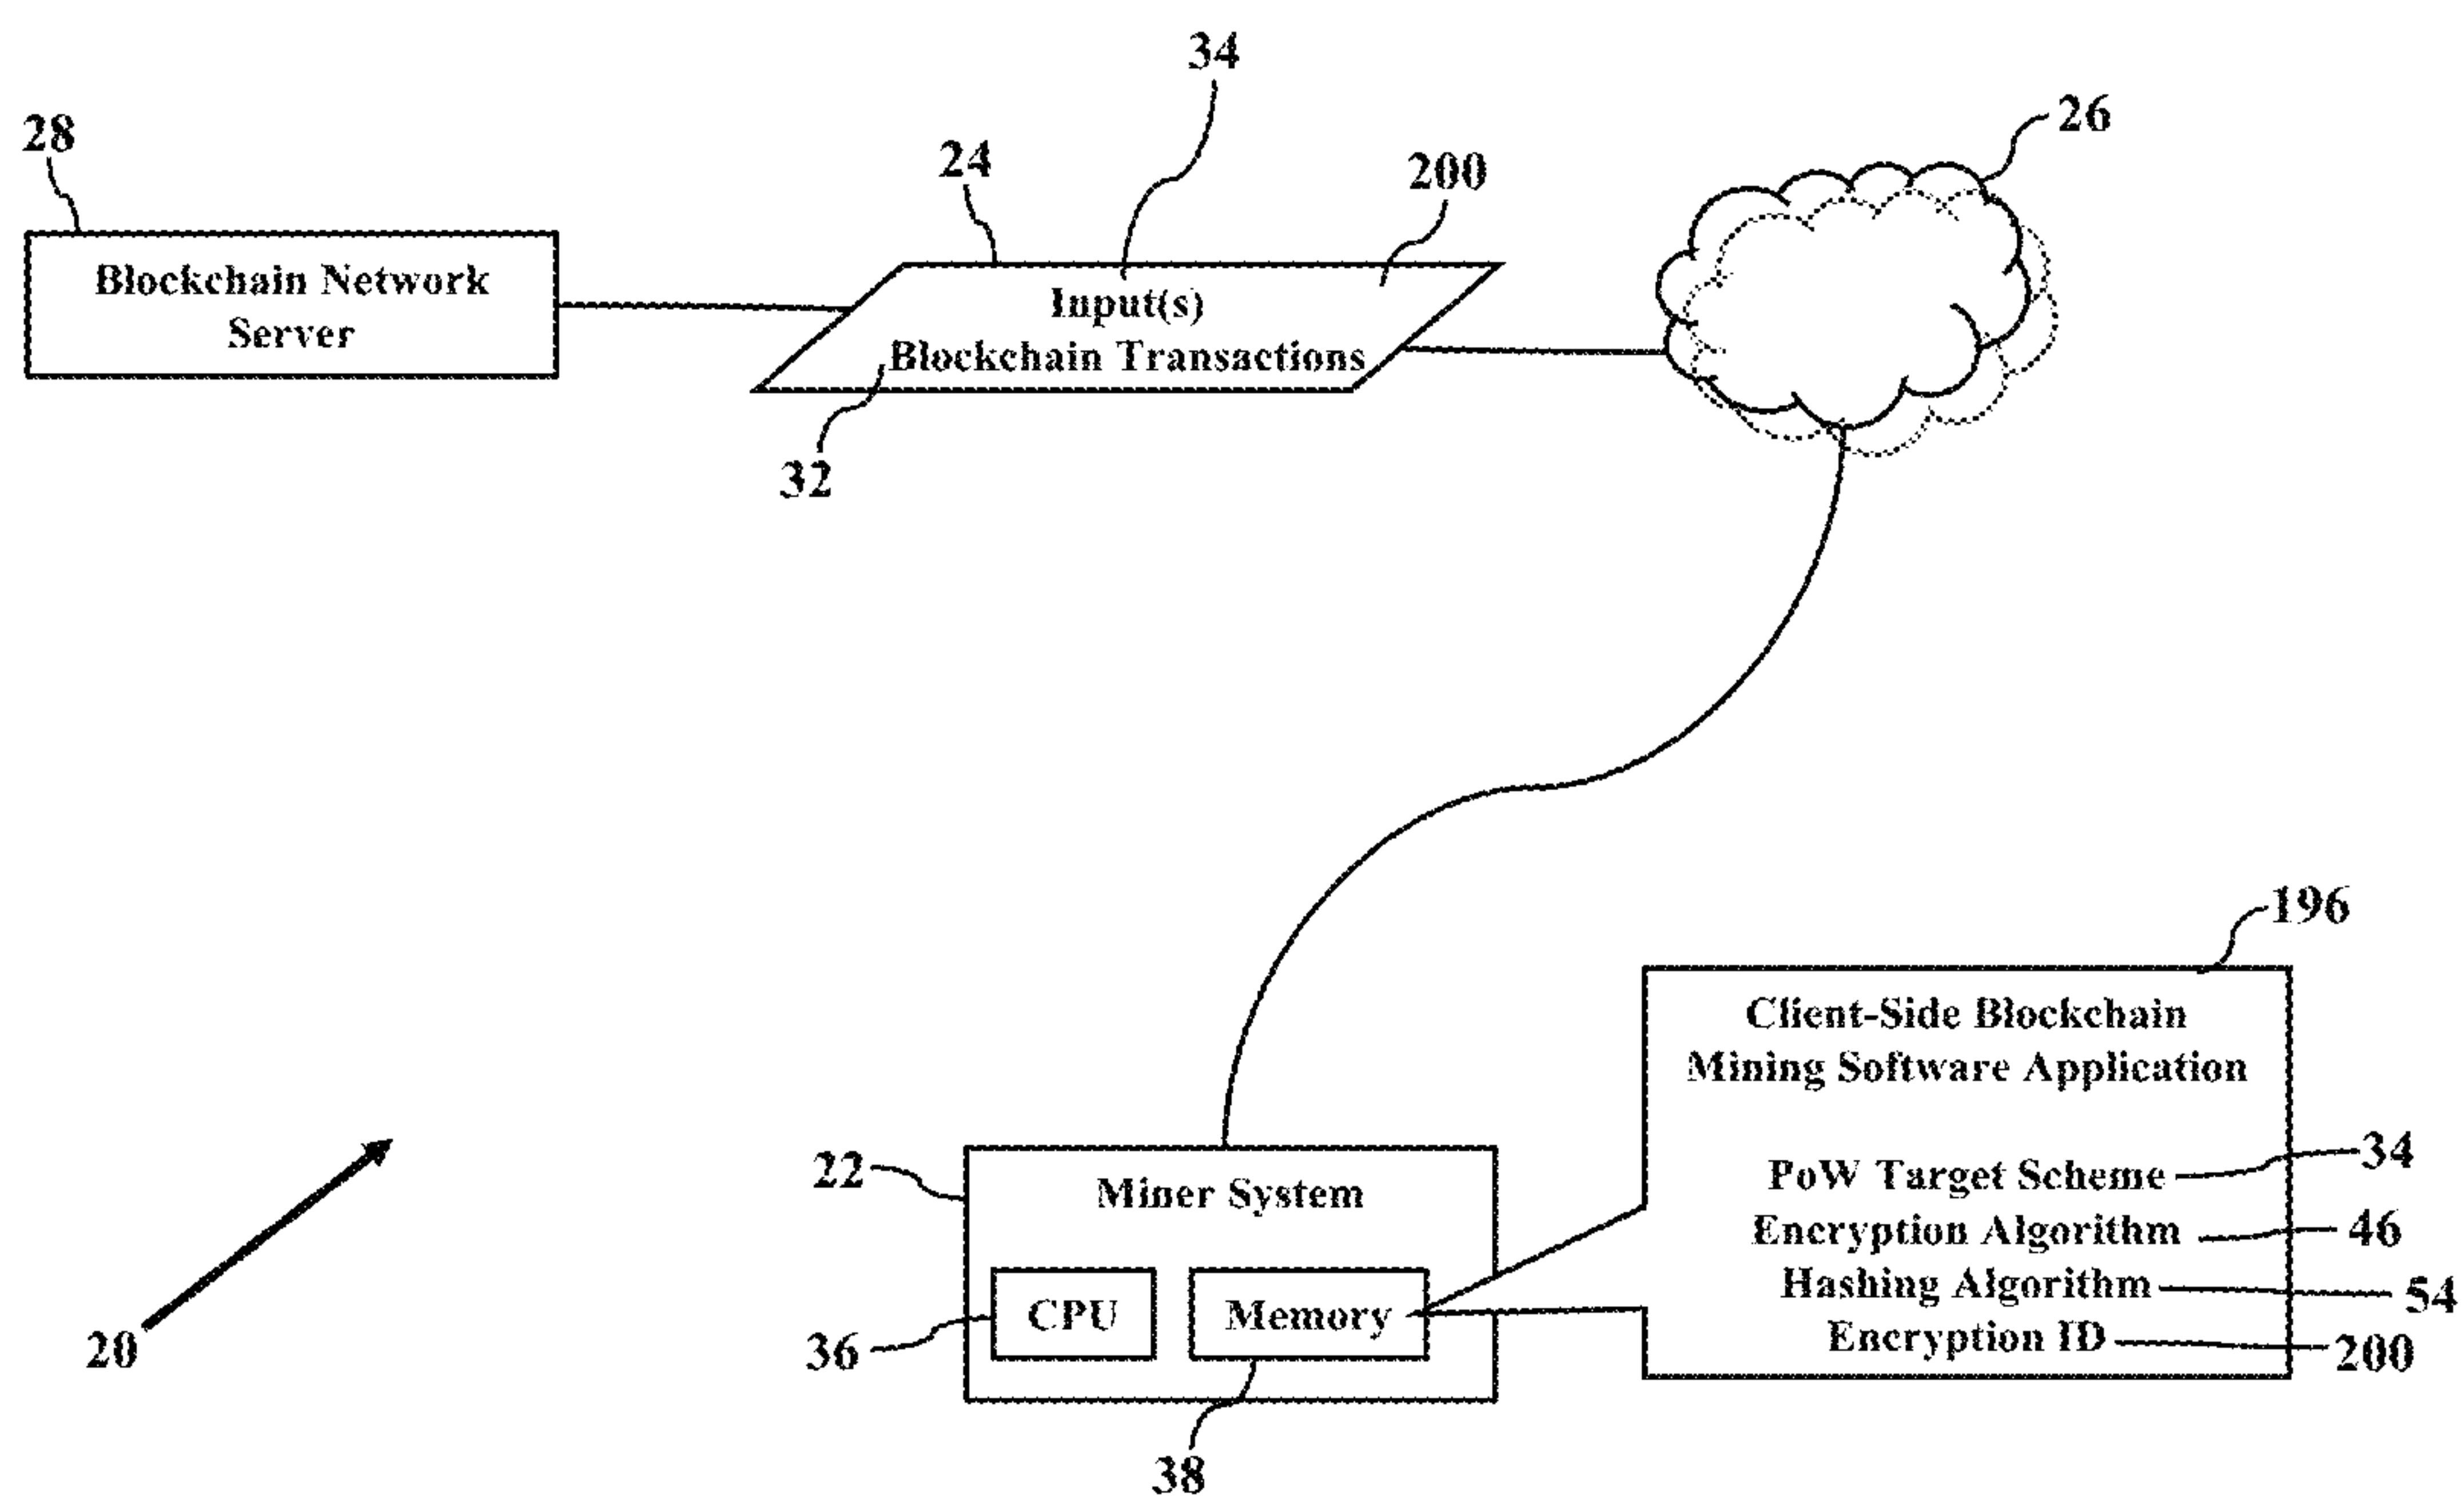 34
28
24
200
26
Blockchain Network
Server
Input(s)
Blockchain Transactions
32
196
Client-Side Blockchain
Mining Software Application
22
Miner System
PoW Target Scheme
34
Encryption Algorithm
46
Hashing Algorithm
54
Encryption ID
200
CPU
Memory
36
20
38